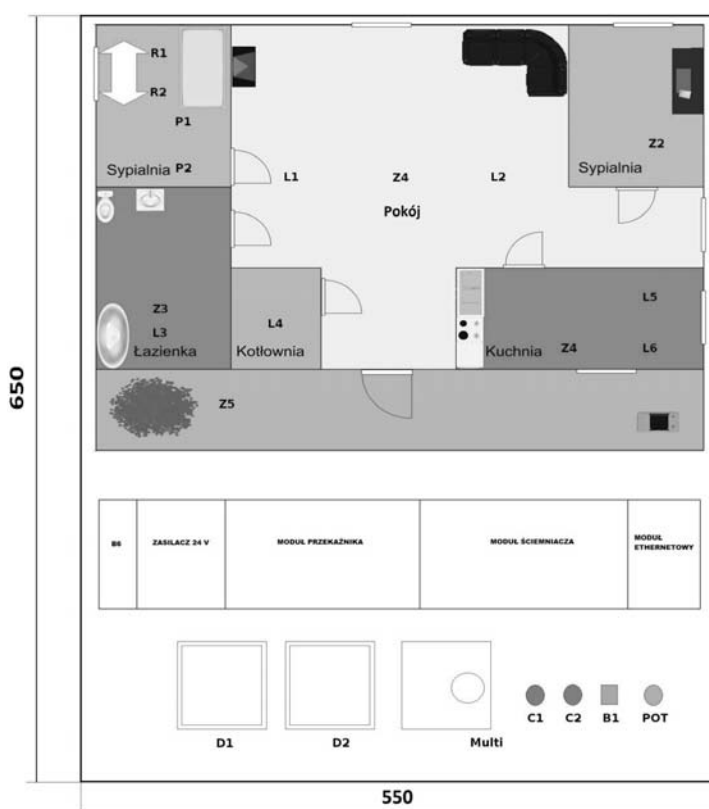 R1
R2
P1
Sypialnia P2
Z2
Sypialnia
L1 Z4 L2
Pokój
Z3
L3
Łazienka
L4
Kotłownia
L5
Kuchnia Z4 L6
Z5
650
B6 ZASILACZ 24 V MODUŁ PRZEKAŹNIKA MODUŁ ŚCIEMNIACZA MODUŁ
ETHERNETOWY
D1 D2 Multi C1 C2 B1 POT
550